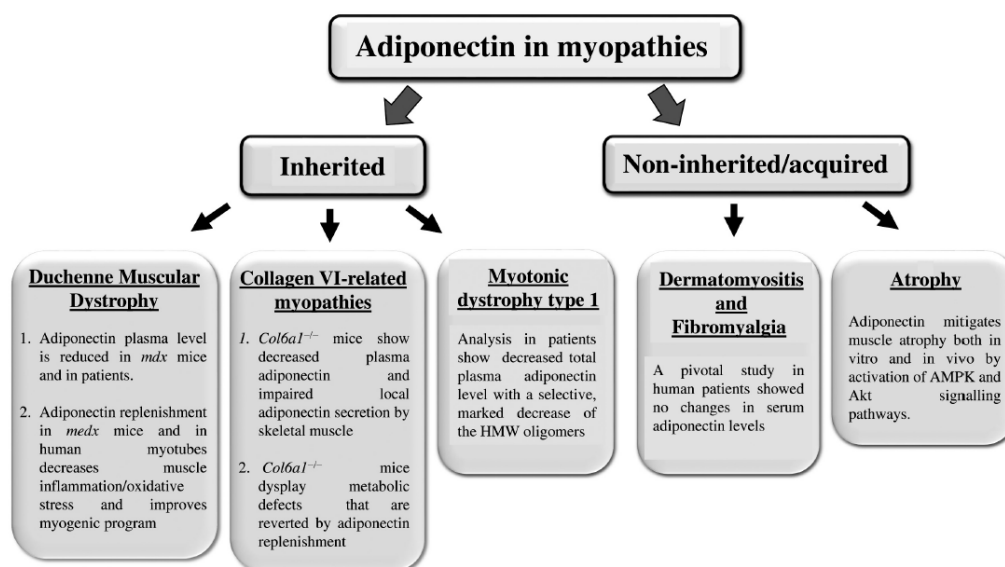 Adiponectin in myopathies
Inherited
Non-inherited/acquired
Duchenne Muscular
Dystrophy
1. Adiponectin plasma level
is reduced in mdx mice
and in patients.
2. Adiponectin replenishment
in medx mice and in
human myotubes
decreases muscle
inflammation/oxidative
stress and improves
myogenic program
Collagen VI-related
myopathies
1. Col6a1⁻/⁻ mice show
decreased plasma
adiponectin and
impaired local
adiponectin secretion by
skeletal muscle
2. Col6a1⁻/⁻ mice
dysplay metabolic
defects that are
reverted by adiponectin
replenishment
Myotonic
dystrophy type 1
Analysis in patients
show decreased total
plasma adiponectin
level with a selective,
marked decrease of
the HMW oligomers
Dermatomyositis
and
Fibromyalgia
A pivotal study in
human patients showed
no changes in serum
adiponectin levels
Atrophy
Adiponectin mitigates
muscle atrophy both in
vitro and in vivo by
activation of AMPK and
Akt signalling
pathways.